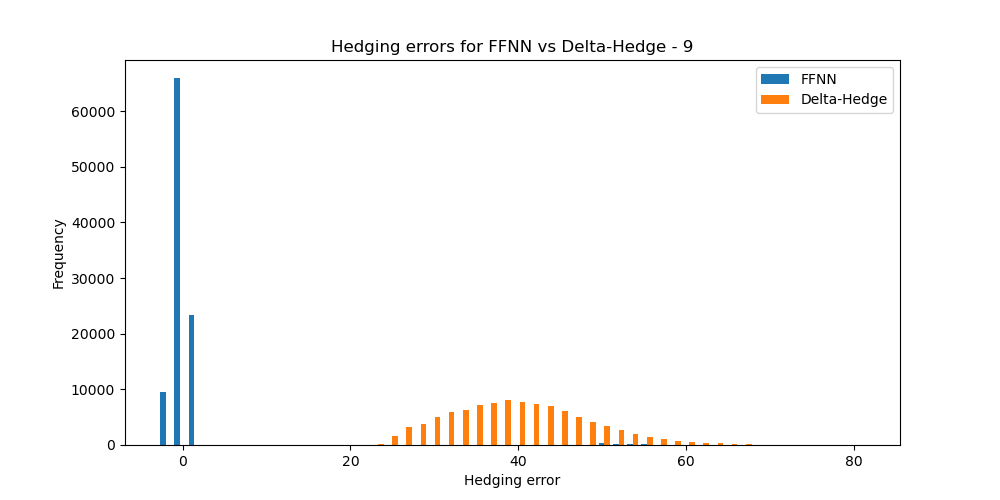 Hedging errors for FFNN vs Delta-Hedge - 9
FFNN
Delta-Hedge
60000
50000
40000
30000
20000
10000
0
Frequency
0 20 40 60 80
Hedging error